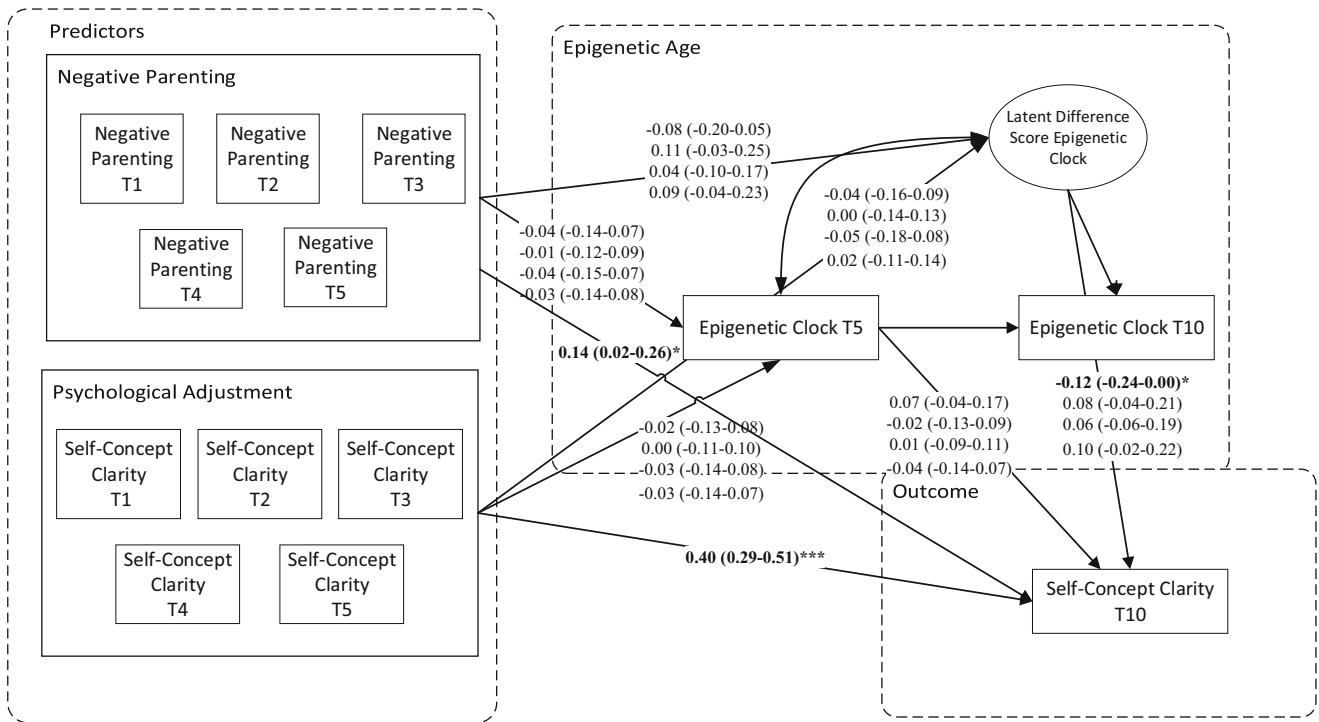 Predictors
Negative Parenting
Negative
Parenting
T1
Negative
Parenting
T2
Negative
Parenting
T3
Negative
Parenting
T4
Negative
Parenting
T5
Psychological Adjustment
Self-Concept
Clarity
T1
Self-Concept
Clarity
T2
Self-Concept
Clarity
T3
Self-Concept
Clarity
T4
Self-Concept
Clarity
T5
Epigenetic Age
Latent Difference
Score Epigenetic
Clock
-0.08 (-0.20-0.05)
0.11 (-0.03-0.25)
0.04 (-0.10-0.17)
0.09 (-0.04-0.23)
-0.04 (-0.16-0.09)
0.00 (-0.14-0.13)
-0.05 (-0.18-0.08)
0.02 (-0.11-0.14)
-0.04 (-0.14-0.07)
-0.01 (-0.12-0.09)
-0.04 (-0.15-0.07)
-0.03 (-0.14-0.08)
Epigenetic Clock T5
Epigenetic Clock T10
0.14 (0.02-0.26)*
-0.02 (-0.13-0.08)
0.00 (-0.11-0.10)
-0.03 (-0.14-0.08)
-0.03 (-0.14-0.07)
0.07 (-0.04-0.17)
-0.02 (-0.13-0.09)
0.01 (-0.09-0.11)
-0.04 (-0.14-0.07)
-0.12 (-0.24-0.00)*
0.08 (-0.04-0.21)
0.06 (-0.06-0.19)
0.10 (-0.02-0.22)
0.40 (0.29-0.51)***
Outcome
Self-Concept Clarity
T10